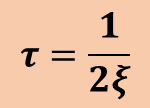 τ = 1 / 2ξ